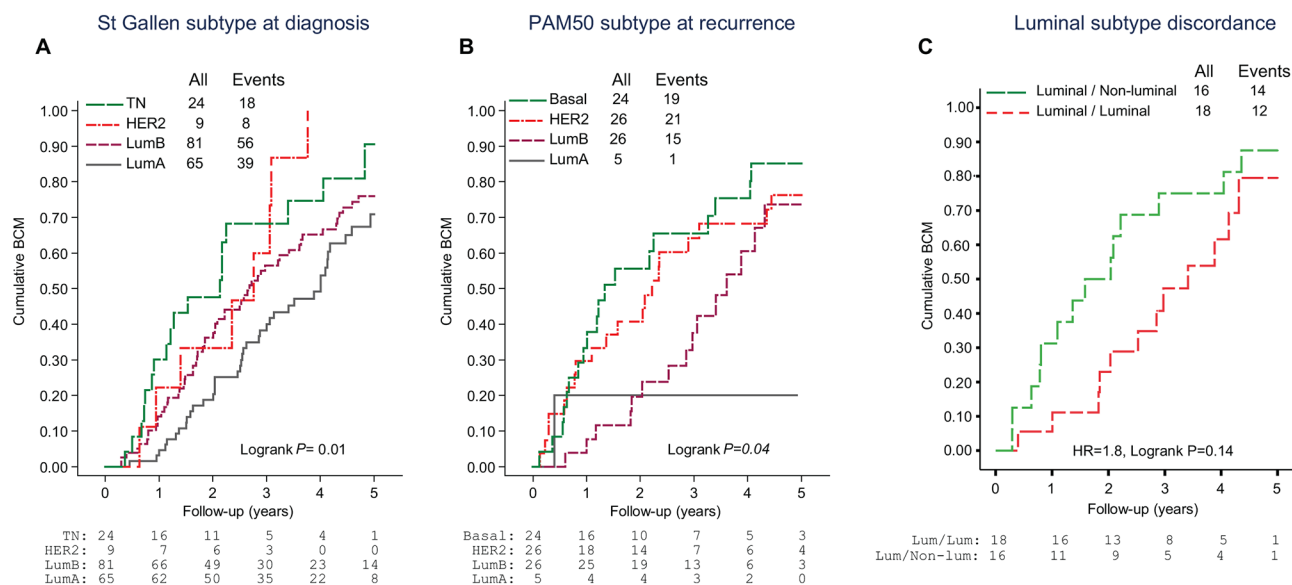 St Gallen subtype at diagnosis
A
All Events
TN 24 18
HER2 9 8
LumB 81 56
LumA 65 39
1.00
0.90
0.80
0.70
0.60
0.50
0.40
0.30
0.20
0.10
0.00
Cumulative BCM
Logrank P= 0.01
0 1 2 3 4 5
Follow-up (years)
TN: 24 16 11 5 4 1
HER2: 9 7 6 3 0 0
LumB: 81 66 49 30 23 14
LumA: 65 62 50 35 22 8
PAM50 subtype at recurrence
B
All Events
Basal 24 19
HER2 26 21
LumB 26 15
LumA 5 1
1.00
0.90
0.80
0.70
0.60
0.50
0.40
0.30
0.20
0.10
0.00
Cumulative BCM
Logrank P=0.04
0 1 2 3 4 5
Follow-up (years)
Basal: 24 16 10 7 5 3
HER2: 26 18 14 7 6 4
LumB: 26 25 19 13 6 3
LumA: 5 4 4 3 2 0
Luminal subtype discordance
C
All Events
Luminal / Non-luminal 16 14
Luminal / Luminal 18 12
1.00
0.90
0.80
0.70
0.60
0.50
0.40
0.30
0.20
0.10
0.00
Cumulative BCM
HR=1.8, Logrank P=0.14
0 1 2 3 4 5
Follow-up (years)
Lum/Lum: 18 16 13 8 5 1
Lum/Non-lum: 16 11 9 5 4 1